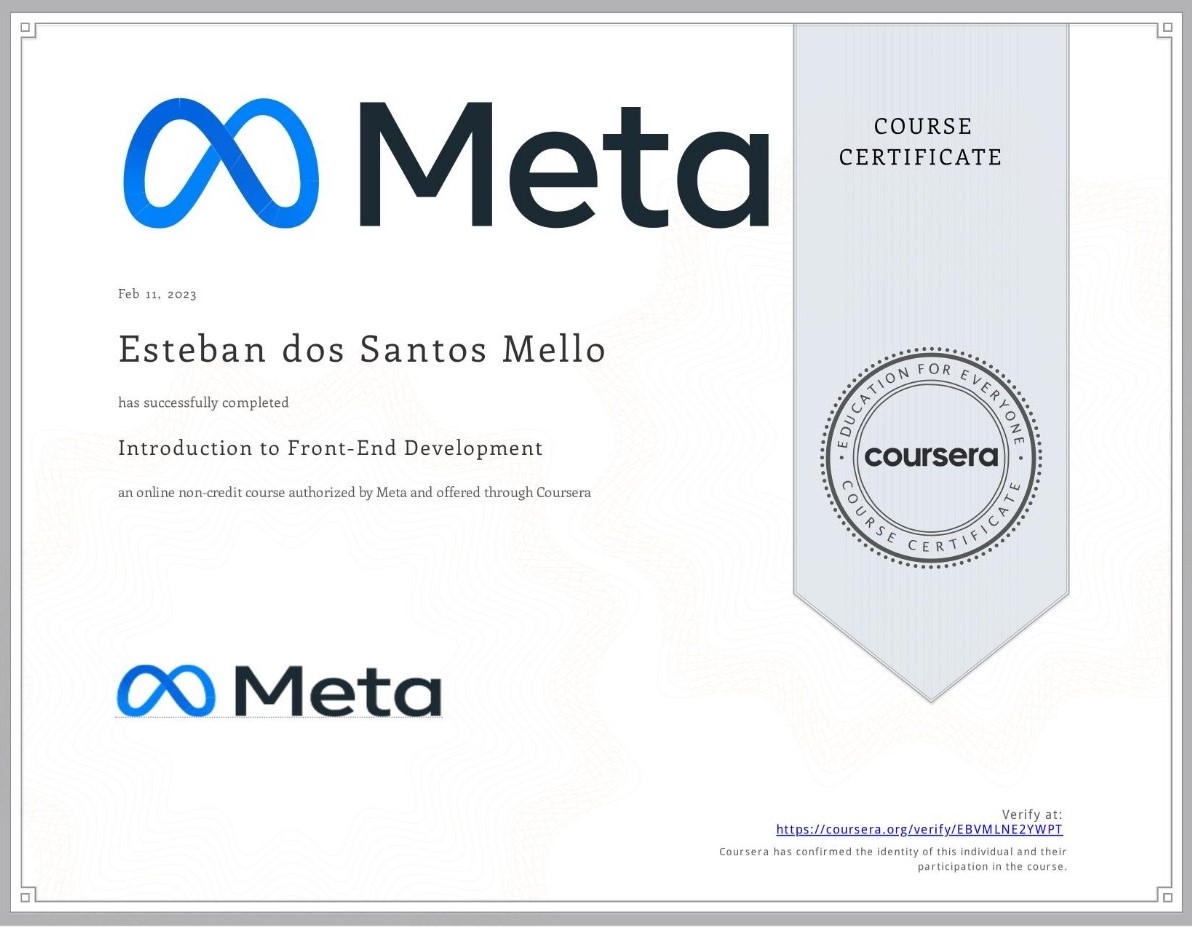 Meta
COURSE
CERTIFICATE
Feb 11, 2023
Esteban dos Santos Mello
has successfully completed
Introduction to Front-End Development
an online non-credit course authorized by Meta and offered through Coursera
EDUCATION FOR EVERYONE
coursera
COURSE CERTIFICATE
Meta
Verify at:
https://coursera.org/verify/EBVMLNE2YWPT
Coursera has confirmed the identity of this individual and their
participation in the course.